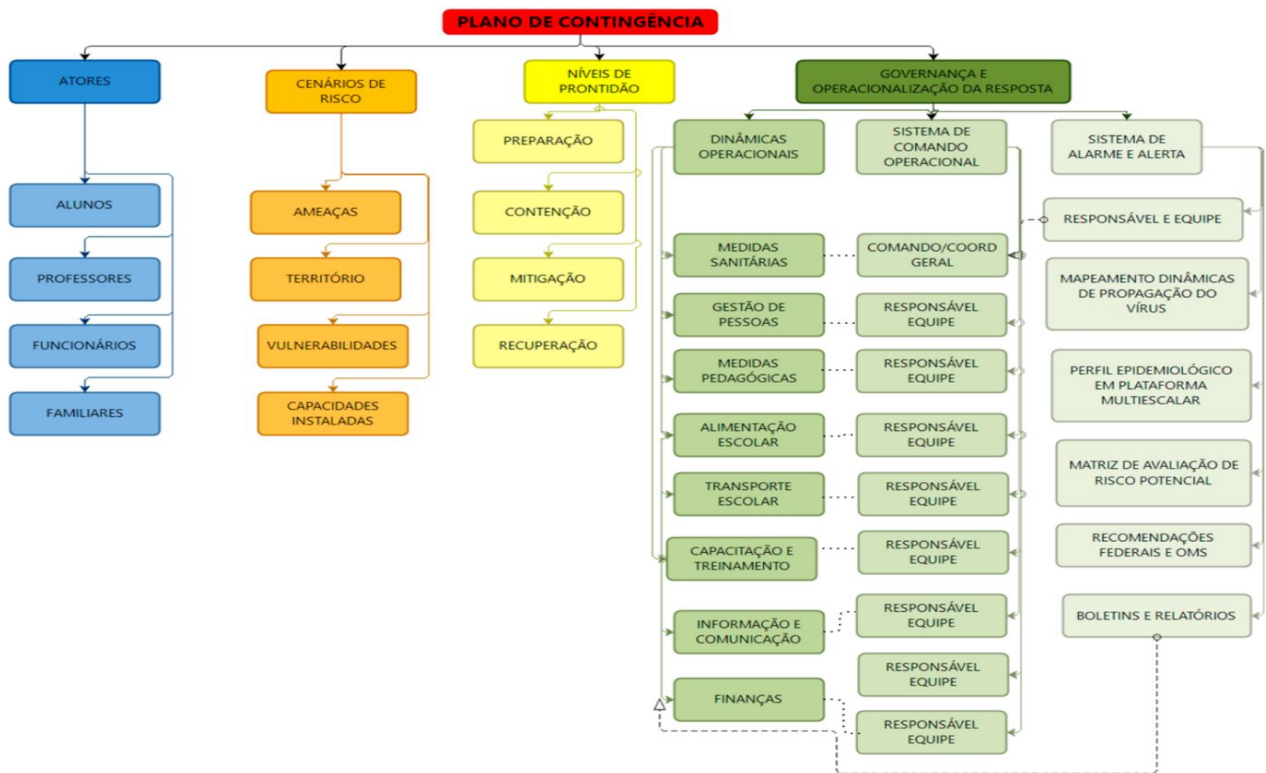 PLANO DE CONTINGÊNCIA
ATORES
ALUNOS
PROFESSORES
FUNCIONÁRIOS
FAMILIARES
CENÁRIOS DE
RISCO
AMEAÇAS
TERRITÓRIO
VULNERABILIDADES
CAPACIDADES
INSTALADAS
NÍVEIS DE
PRONTIDÃO
PREPARAÇÃO
CONTENÇÃO
MITIGAÇÃO
RECUPERAÇÃO
GOVERNANÇA E
OPERACIONALIZAÇÃO DA RESPOSTA
DINÂMICAS
OPERACIONAIS
MEDIDAS
SANITÁRIAS
GESTÃO DE
PESSOAS
MEDIDAS
PEDAGÓGICAS
ALIMENTAÇÃO
ESCOLAR
TRANSPORTE
ESCOLAR
CAPACITAÇÃO E
TREINAMENTO
INFORMAÇÃO E
COMUNICAÇÃO
FINANÇAS
SISTEMA DE
COMANDO
OPERACIONAL
COMANDO/COORD
GERAL
RESPONSÁVEL
EQUIPE
RESPONSÁVEL
EQUIPE
RESPONSÁVEL
EQUIPE
RESPONSÁVEL
EQUIPE
RESPONSÁVEL
EQUIPE
RESPONSÁVEL
EQUIPE
RESPONSÁVEL
EQUIPE
RESPONSÁVEL
EQUIPE
SISTEMA DE
ALARME E ALERTA
RESPONSÁVEL E EQUIPE
MAPEAMENTO DINÂMICAS
DE PROPAGAÇÃO DO
VÍRUS
PERFIL EPIDEMIOLÓGICO
EM PLATAFORMA
MULTIESCALAR
MATRIZ DE AVALIAÇÃO DE
RISCO POTENCIAL
RECOMENDAÇÕES
FEDERAIS E OMS
BOLETINS E RELATÓRIOS